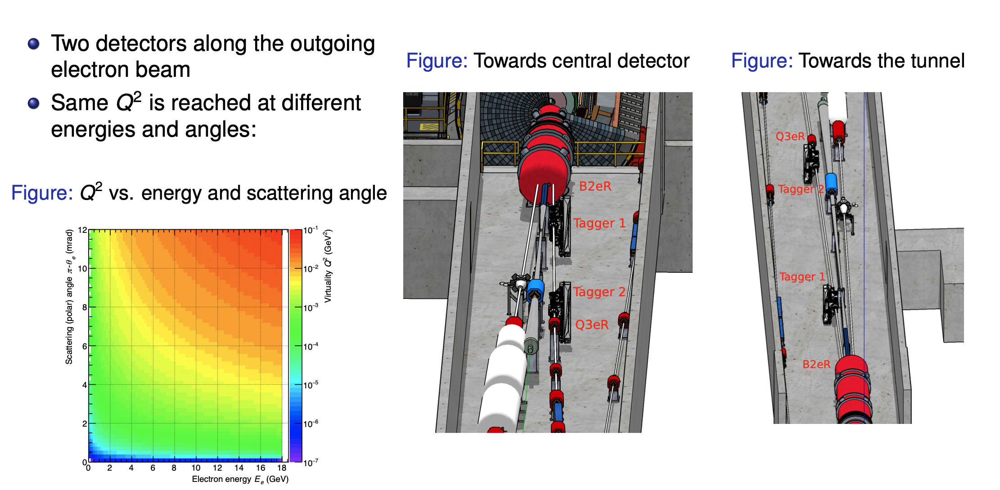 Two detectors along the outgoing
electron beam
Same Q² is reached at different
energies and angles:
Figure: Q² vs. energy and scattering angle
Scattering (polar) angle π-θₑ (mrad)
12
10
8
6
4
2
0
0 2 4 6 8 10 12 14 16 18
Electron energy Eₑ (GeV)
10⁻¹
10⁻²
10⁻³
10⁻⁴
10⁻⁵
10⁻⁶
10⁻⁷
Virtuality Q² (GeV²)
Figure: Towards central detector
B2eR
Tagger 1
Tagger 2
Q3eR
Figure: Towards the tunnel
Q3eR
Tagger 2
Tagger 1
B2eR